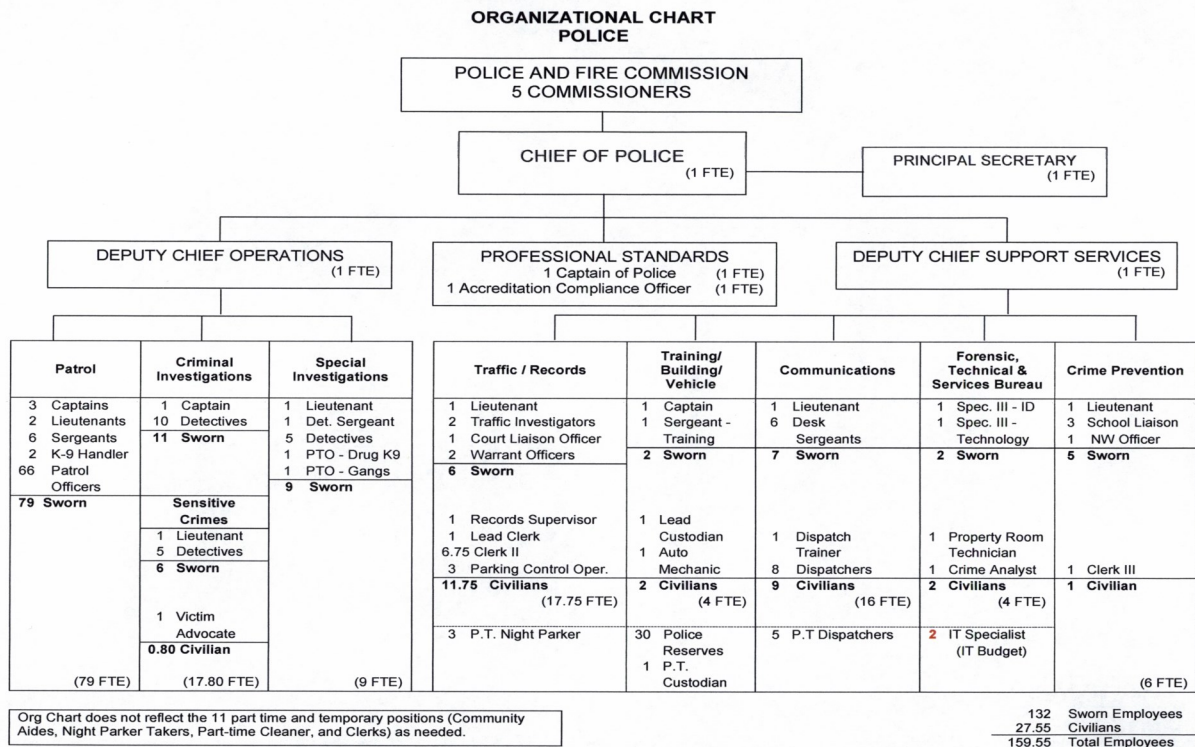 ORGANIZATIONAL CHART
POLICE
POLICE AND FIRE COMMISSION
5 COMMISSIONERS
CHIEF OF POLICE
(1 FTE)
PRINCIPAL SECRETARY
(1 FTE)
DEPUTY CHIEF OPERATIONS
(1 FTE)
PROFESSIONAL STANDARDS
1 Captain of Police (1 FTE)
1 Accreditation Compliance Officer (1 FTE)
DEPUTY CHIEF SUPPORT SERVICES
(1 FTE)
Patrol
3 Captains
2 Lieutenants
6 Sergeants
2 K-9 Handler
66 Patrol
Officers
79 Sworn
(79 FTE)
Criminal
Investigations
1 Captain
10 Detectives
11 Sworn
Sensitive
Crimes
1 Lieutenant
5 Detectives
6 Sworn
1 Victim
Advocate
0.80 Civilian
(17.80 FTE)
Special
Investigations
1 Lieutenant
1 Det. Sergeant
5 Detectives
1 PTO - Drug K9
1 PTO - Gangs
9 Sworn
(9 FTE)
Traffic / Records
1 Lieutenant
2 Traffic Investigators
1 Court Liaison Officer
2 Warrant Officers
6 Sworn
1 Records Supervisor
1 Lead Clerk
6.75 Clerk II
3 Parking Control Oper.
11.75 Civilians
(17.75 FTE)
3 P.T. Night Parker
Training/
Building/
Vehicle
1 Captain
1 Sergeant -
Training
2 Sworn
1 Lead
Custodian
1 Auto
Mechanic
2 Civilians
(4 FTE)
30 Police
Reserves
1 P.T.
Custodian
Communications
1 Lieutenant
6 Desk
Sergeants
7 Sworn
1 Dispatch
Trainer
8 Dispatchers
9 Civilians
(16 FTE)
5 P.T Dispatchers
Forensic,
Technical &
Services Bureau
1 Spec. III - ID
1 Spec. III -
Technology
2 Sworn
1 Property Room
Technician
1 Crime Analyst
2 Civilians
(4 FTE)
2 IT Specialist
(IT Budget)
Crime Prevention
1 Lieutenant
3 School Liaison
1 NW Officer
5 Sworn
1 Clerk III
1 Civilian
(6 FTE)
Org Chart does not reflect the 11 part time and temporary positions (Community
Aides, Night Parker Takers, Part-time Cleaner, and Clerks) as needed.
132 Sworn Employees
27.55 Civilians
159.55 Total Employees